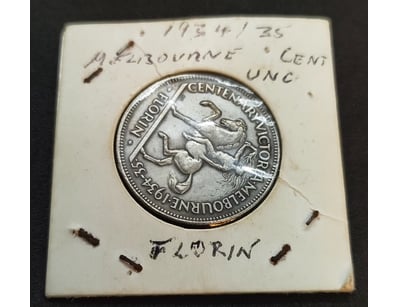 1934/35
MELBOURNE CENT
UNC
CENTENARY VICTORIA MELBOURNE·1934-35·
FLORIN
FLORIN